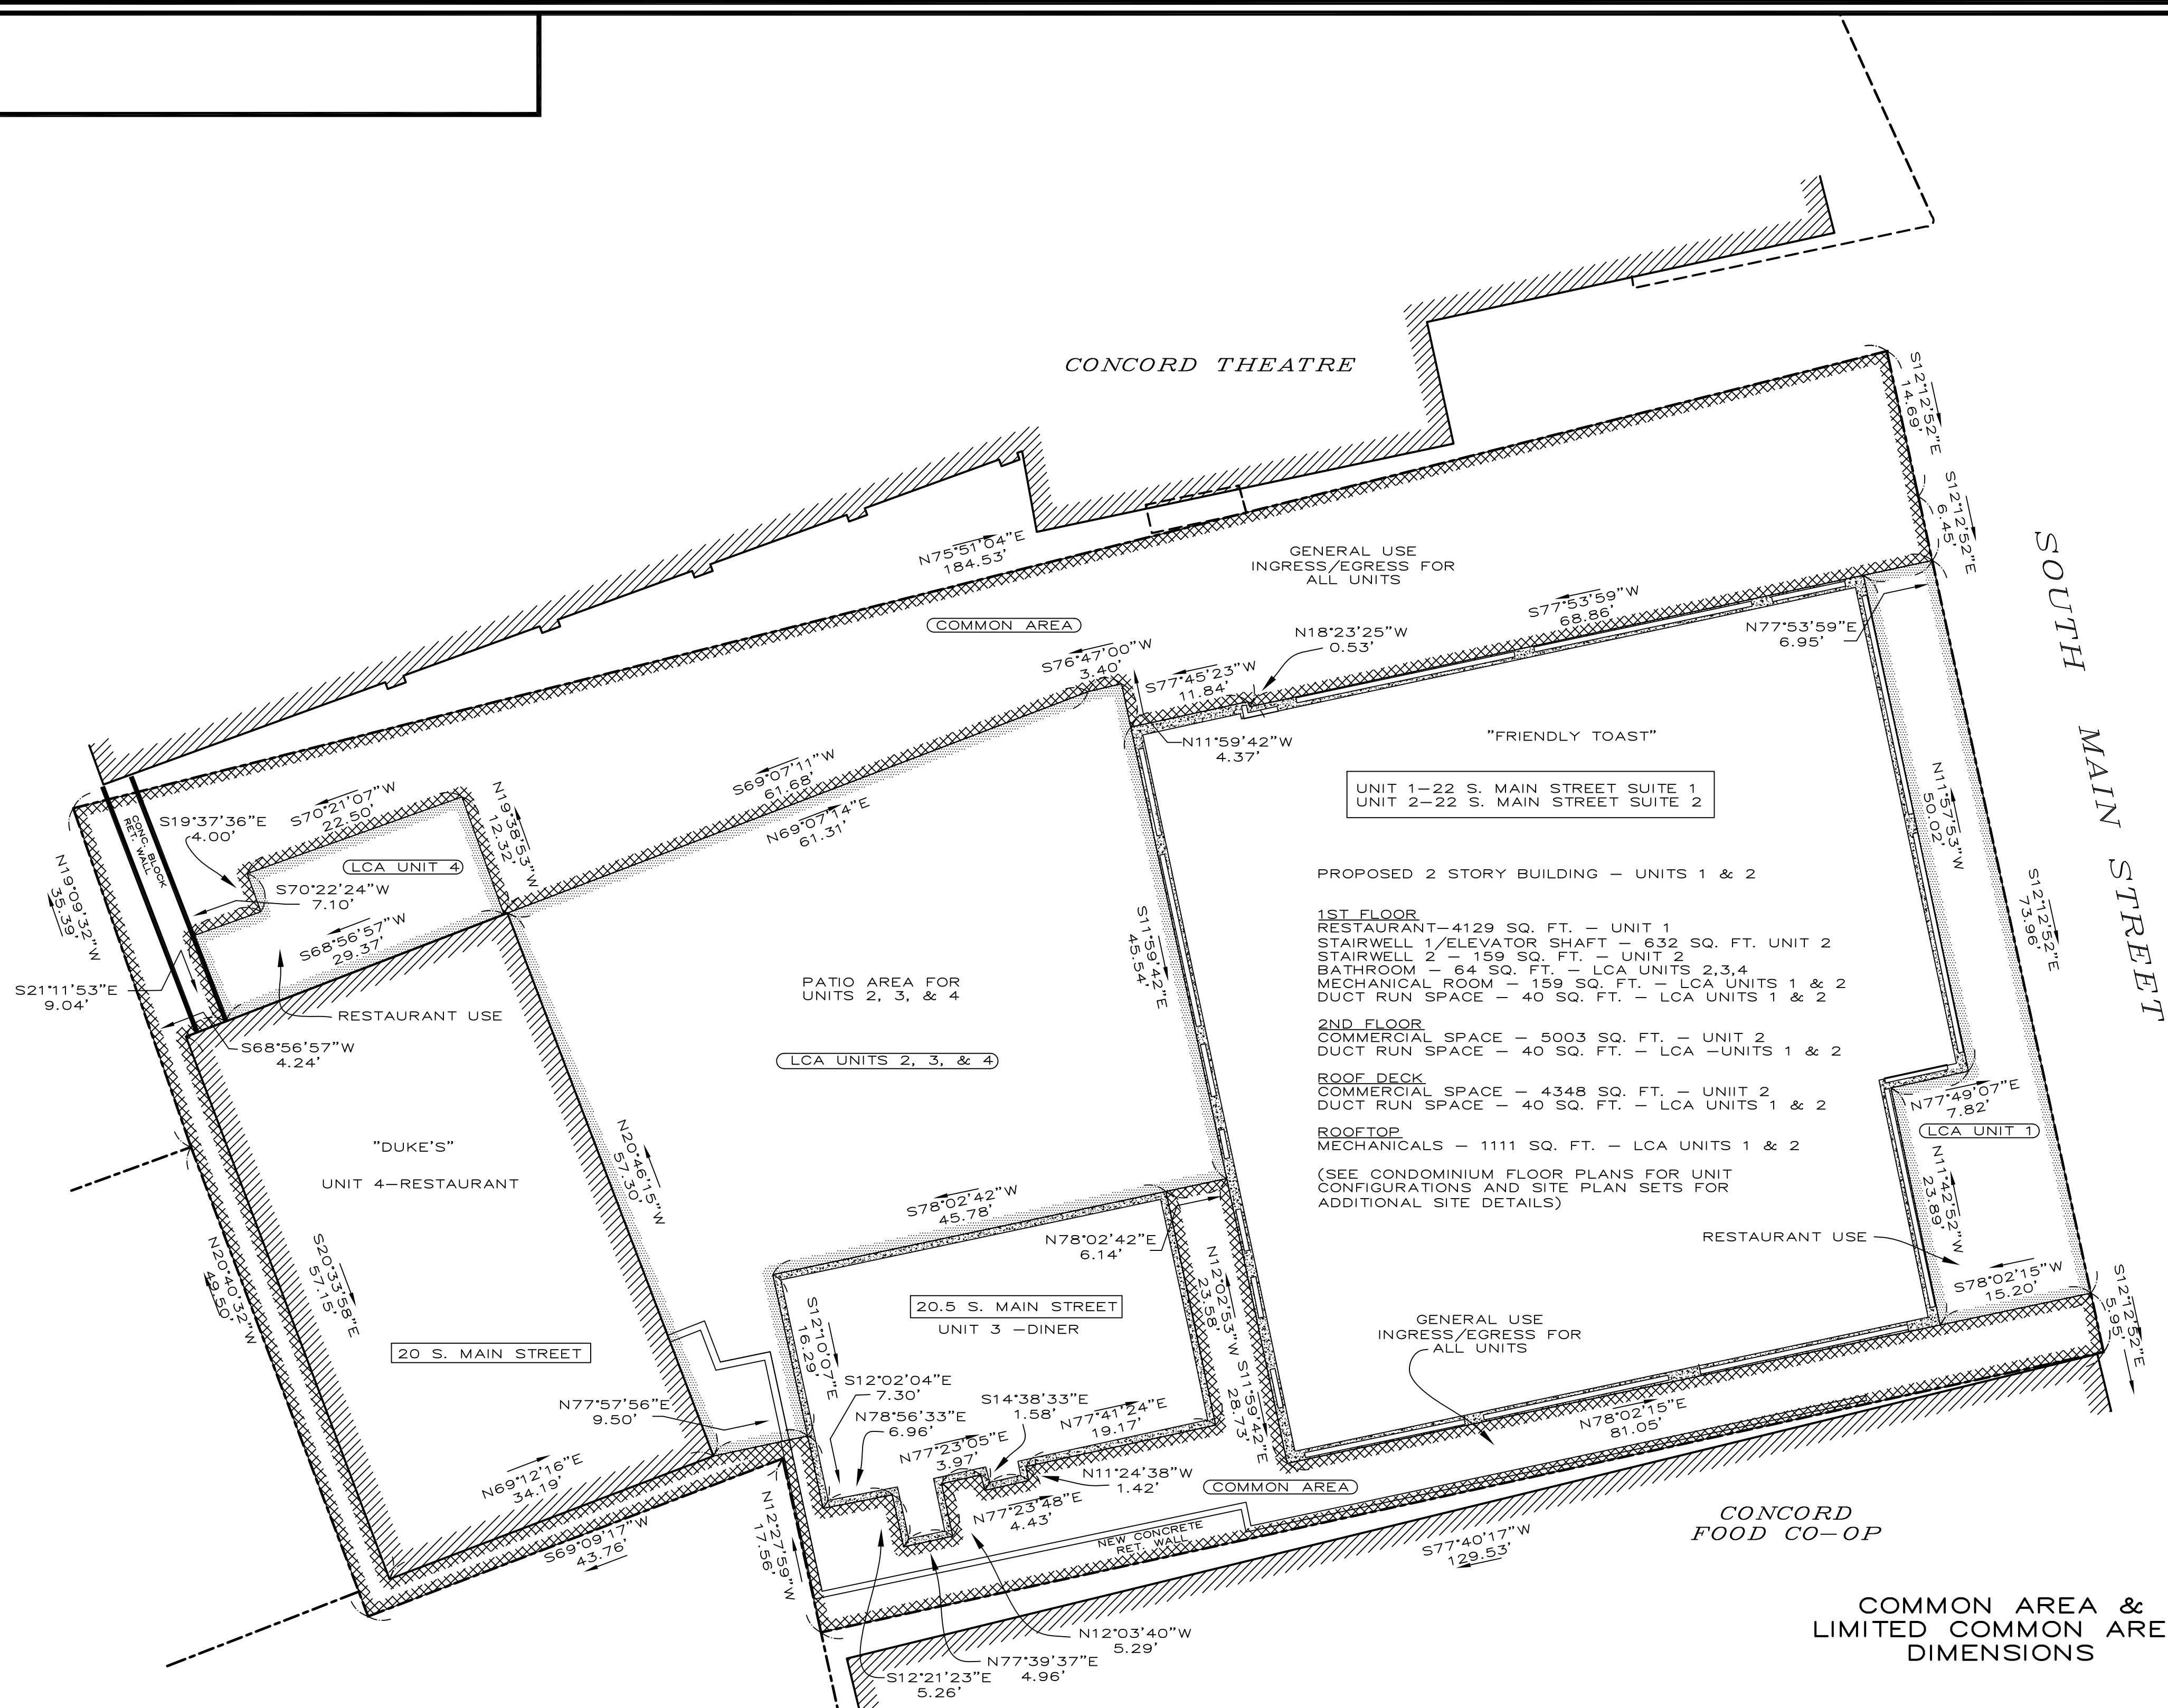 CONCORD THEATRE
S12°12'52"E
14.69'
S12°12'52"E
6.45'
SOUTH MAIN STREET
N75°51'04"E
184.53'
GENERAL USE
INGRESS/EGRESS FOR
ALL UNITS
COMMON AREA
S77°53'59"W
68.86'
N77°53'59"E
6.95'
N18°23'25"W
0.53'
S76°47'00"W
3.40'
S77°45'23"W
11.84'
N11°59'42"W
4.37'
"FRIENDLY TOAST"
UNIT 1-22 S. MAIN STREET SUITE 1
UNIT 2-22 S. MAIN STREET SUITE 2
N11°57'53"W
50.02'
S12°12'52"E
73.96'
S69°07'11"W
61.68'
N69°07'14"E
61.31'
CONC. BLOCK
RET. WALL
S19°37'36"E
4.00'
S70°21'07"W
22.50'
N19°38'53"W
12.32'
LCA UNIT 4
S70°22'24"W
7.10'
S68°56'57"W
29.37'
N19°09'32"W
35.39'
S21°11'53"E
9.04'
RESTAURANT USE
S68°56'57"W
4.24'
PROPOSED 2 STORY BUILDING - UNITS 1 & 2
1ST FLOOR
RESTAURANT-4129 SQ. FT. - UNIT 1
STAIRWELL 1/ELEVATOR SHAFT - 632 SQ. FT. UNIT 2
STAIRWELL 2 - 159 SQ. FT. - UNIT 2
BATHROOM - 64 SQ. FT. - LCA UNITS 2,3,4
MECHANICAL ROOM - 159 SQ. FT. - LCA UNITS 1 & 2
DUCT RUN SPACE - 40 SQ. FT. - LCA UNITS 1 & 2
2ND FLOOR
COMMERCIAL SPACE - 5003 SQ. FT. - UNIT 2
DUCT RUN SPACE - 40 SQ. FT. - LCA -UNITS 1 & 2
ROOF DECK
COMMERCIAL SPACE - 4348 SQ. FT. - UNIIT 2
DUCT RUN SPACE - 40 SQ. FT. - LCA UNITS 1 & 2
ROOFTOP
MECHANICALS - 1111 SQ. FT. - LCA UNITS 1 & 2
(SEE CONDOMINIUM FLOOR PLANS FOR UNIT
CONFIGURATIONS AND SITE PLAN SETS FOR
ADDITIONAL SITE DETAILS)
S11°59'42"E
45.54'
PATIO AREA FOR
UNITS 2, 3, & 4
LCA UNITS 2, 3, & 4
N77°49'07"E
7.82'
LCA UNIT 1
N11°42'52"W
23.89'
RESTAURANT USE
S78°02'15"W
15.20'
S12°12'52"E
5.95'
"DUKE'S"
UNIT 4-RESTAURANT
N20°46'15"W
57.30'
S20°33'58"E
57.15'
N20°40'32"W
49.50'
20 S. MAIN STREET
S78°02'42"W
45.78'
N78°02'42"E
6.14'
N12°02'53"W
23.58'
20.5 S. MAIN STREET
UNIT 3 -DINER
S12°10'07"E
16.29'
S11°59'42"E
28.73'
GENERAL USE
INGRESS/EGRESS FOR
ALL UNITS
N78°02'15"E
81.05'
N77°57'56"E
9.50'
S12°02'04"E
7.30'
N78°56'33"E
6.96'
S14°38'33"E
1.58'
N77°41'24"E
19.17'
N77°23'05"E
3.97'
N11°24'38"W
1.42'
N77°23'48"E
4.43'
COMMON AREA
N69°12'16"E
34.19'
S69°09'17"W
43.76'
N12°27'59"W
17.56'
NEW CONCRETE
RET. WALL
S77°40'17"W
129.53'
CONCORD
FOOD CO-OP
N12°03'40"W
5.29'
N77°39'37"E
4.96'
S12°21'23"E
5.26'
COMMON AREA &
LIMITED COMMON ARE
DIMENSIONS